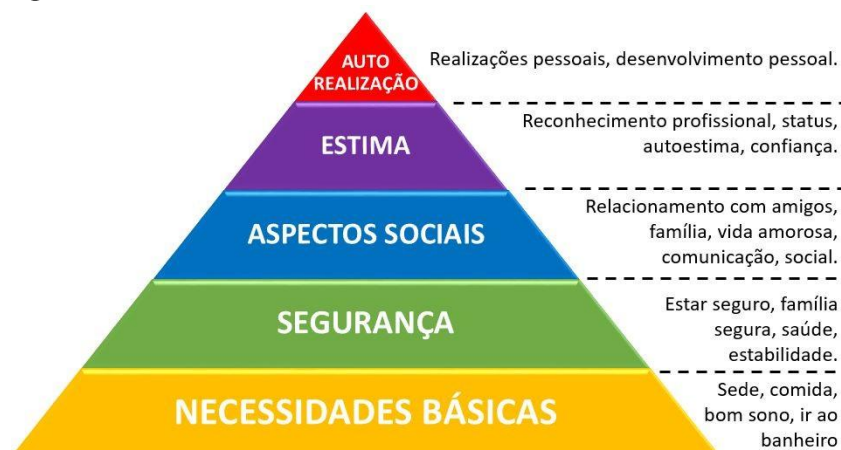 AUTO
REALIZAÇÃO
Realizações pessoais, desenvolvimento pessoal.
ESTIMA
Reconhecimento profissional, status,
autoestima, confiança.
ASPECTOS SOCIAIS
Relacionamento com amigos,
família, vida amorosa,
comunicação, social.
SEGURANÇA
Estar seguro, família
segura, saúde,
estabilidade.
NECESSIDADES BÁSICAS
Sede, comida,
bom sono, ir ao
banheiro